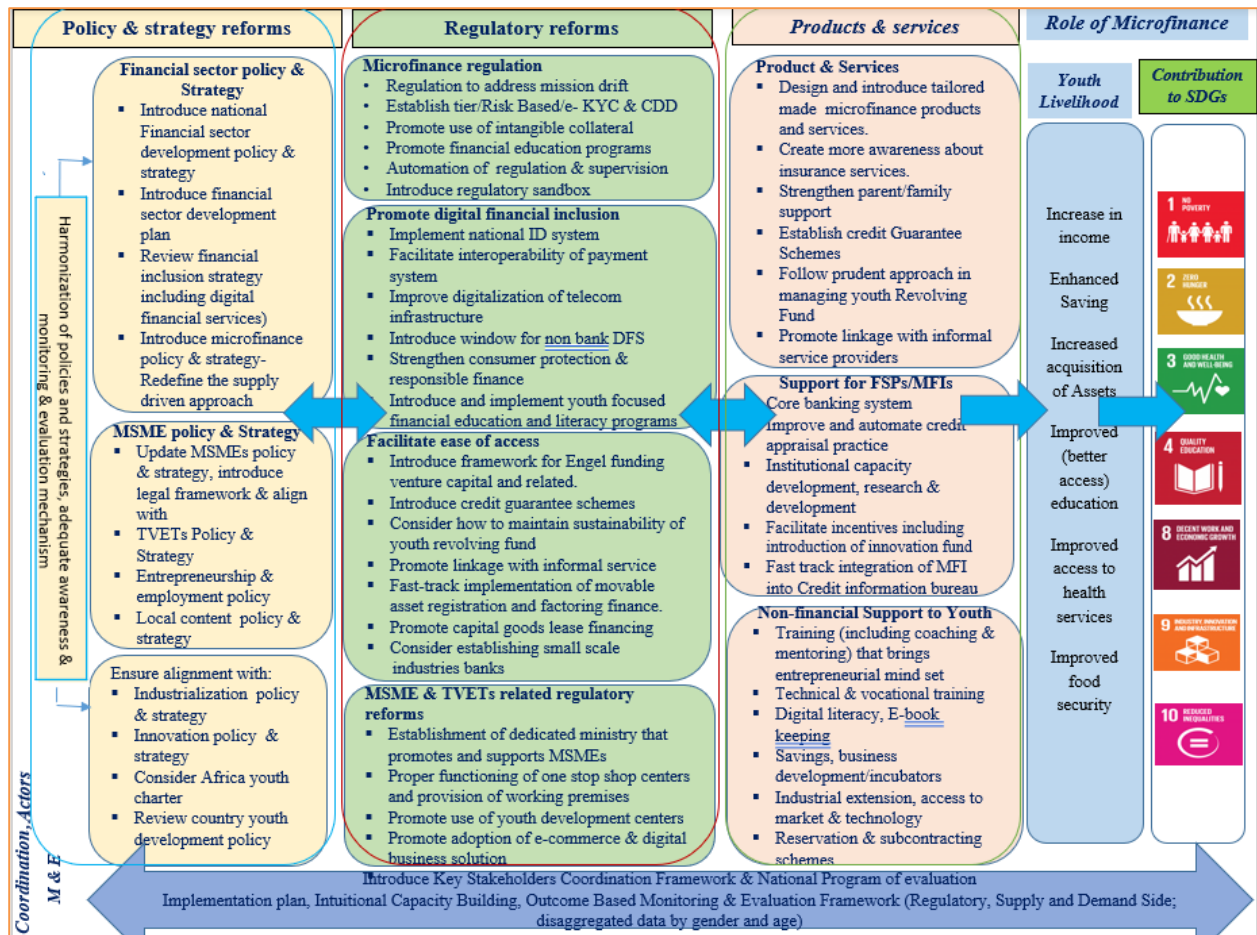 Policy & strategy reforms
Financial sector policy &
Strategy
▪ Introduce national
Financial sector
development policy &
strategy
▪ Introduce financial
sector development
plan
▪ Review financial
inclusion strategy
including digital
financial services)
▪ Introduce microfinance
policy & strategy-
Redefine the supply
driven approach
MSME policy & Strategy
▪ Update MSMEs policy
& strategy, introduce
legal framework & align
with
▪ TVETs Policy &
Strategy
▪ Entrepreneurship &
employment policy
▪ Local content policy &
strategy
Ensure alignment with:
▪ Industrialization policy
& strategy
▪ Innovation policy &
strategy
▪ Consider Africa youth
charter
▪ Review country youth
development policy
Harmonization of policies and strategies, adequate awareness &
monitoring & evaluation mechanism
Regulatory reforms
Microfinance regulation
• Regulation to address mission drift
• Establish tier/Risk Based/e- KYC & CDD
• Promote use of intangible collateral
• Promote financial education programs
• Automation of regulation & supervision
• Introduce regulatory sandbox
Promote digital financial inclusion
▪ Implement national ID system
▪ Facilitate interoperability of payment
system
▪ Improve digitalization of telecom
infrastructure
▪ Introduce window for non bank DFS
▪ Strengthen consumer protection &
responsible finance
▪ Introduce and implement youth focused
financial education and literacy programs
Facilitate ease of access
▪ Introduce framework for Engel funding
venture capital and related.
▪ Introduce credit guarantee schemes
▪ Consider how to maintain sustainability of
youth revolving fund
▪ Promote linkage with informal service
▪ Fast-track implementation of movable
asset registration and factoring finance.
▪ Promote capital goods lease financing
▪ Consider establishing small scale
industries banks
MSME & TVETs related regulatory
reforms
▪ Establishment of dedicated ministry that
promotes and supports MSMEs
▪ Proper functioning of one stop shop centers
and provision of working premises
▪ Promote use of youth development centers
▪ Promote adoption of e-commerce & digital
business solution
Products & services
Product & Services
▪ Design and introduce tailored
made microfinance products
and services.
▪ Create more awareness about
insurance services.
▪ Strengthen parent/family
support
▪ Establish credit Guarantee
Schemes
▪ Follow prudent approach in
managing youth Revolving
Fund
▪ Promote linkage with informal
service providers
Support for FSPs/MFIs
Core banking system
Improve and automate credit
appraisal practice
▪ Institutional capacity
development, research &
development
▪ Facilitate incentives including
introduction of innovation fund
▪ Fast track integration of MFI
into Credit information bureau
Non-financial Support to Youth
▪ Training (including coaching &
mentoring) that brings
entrepreneurial mind set
▪ Technical & vocational training
▪ Digital literacy, E-book
keeping
▪ Savings, business
development/incubators
▪ Industrial extension, access to
market & technology
▪ Reservation & subcontracting
schemes
Role of Microfinance
Youth
Livelihood
Increase in
income
Enhanced
Saving
Increased
acquisition
of Assets
Improved
(better
access)
education
Improved
access to
health
services
Improved
food
security
Contribution
to SDGs
1 NO
POVERTY
2 ZERO
HUNGER
3 GOOD HEALTH
AND WELL-BEING
4 QUALITY
EDUCATION
8 DECENT WORK AND
ECONOMIC GROWTH
9 INDUSTRY, INNOVATION
AND INFRASTRUCTURE
10 REDUCED
INEQUALITIES
Coordination, Actors
M & E
Introduce Key Stakeholders Coordination Framework & National Program of evaluation
Implementation plan, Intuitional Capacity Building, Outcome Based Monitoring & Evaluation Framework (Regulatory, Supply and Demand Side;
disaggregated data by gender and age)